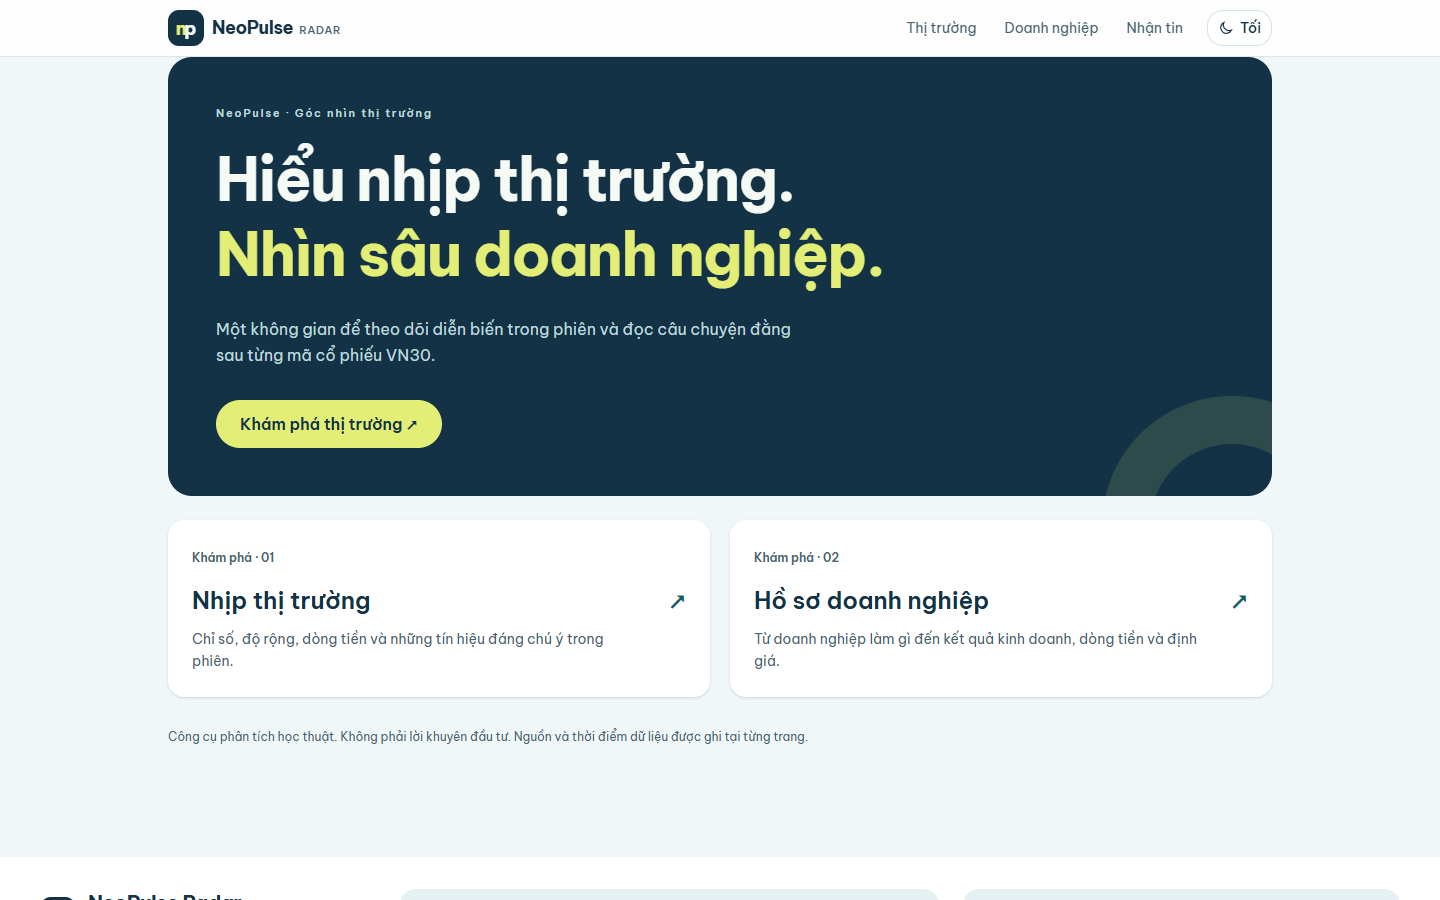 np NeoPulse RADAR
Thị trường
Doanh nghiệp
Nhận tin
Tối
NeoPulse · Góc nhìn thị trường
Hiểu nhịp thị trường.
Nhìn sâu doanh nghiệp.
Một không gian để theo dõi diễn biến trong phiên và đọc câu chuyện đằng
sau từng mã cổ phiếu VN30.
Khám phá thị trường ↗
Khám phá · 01
Nhịp thị trường ↗
Chỉ số, độ rộng, dòng tiền và những tín hiệu đáng chú ý trong
phiên.
Khám phá · 02
Hồ sơ doanh nghiệp ↗
Từ doanh nghiệp làm gì đến kết quả kinh doanh, dòng tiền và định
giá.
Công cụ phân tích học thuật. Không phải lời khuyên đầu tư. Nguồn và thời điểm dữ liệu được ghi tại từng trang.
NeoPulse Radar